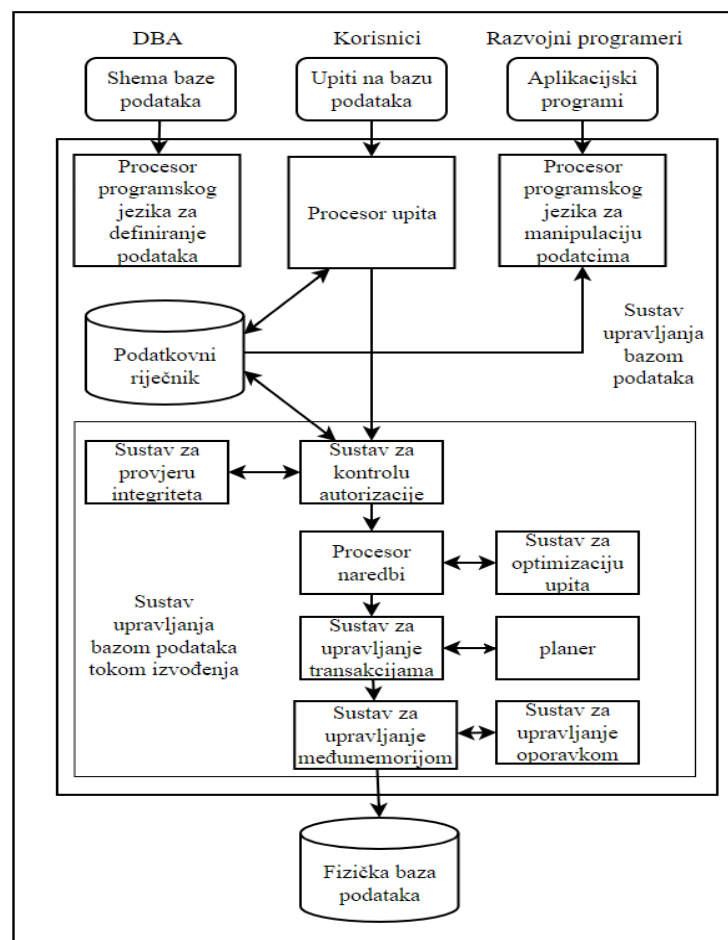 DBA
Korisnici
Razvojni programeri
Shema baze
podataka
Upiti na bazu
podataka
Aplikacijski
programi
Procesor
programskog
jezika za
definiranje
podataka
Procesor upita
Procesor
programskog
jezika za
manipulaciju
podatcima
Podatkovni
riječnik
Sustav
upravljanja
bazom
podataka
Sustav za
provjeru
integriteta
Sustav za
kontrolu
autorizacije
Procesor
naredbi
Sustav za
optimizaciju
upita
Sustav
upravljanja
bazom podataka
tokom izvođenja
Sustav za
upravljanje
transakcijama
planer
Sustav za
upravljanje
međumemorijom
Sustav za
upravljanje
oporavkom
Fizička baza
podataka